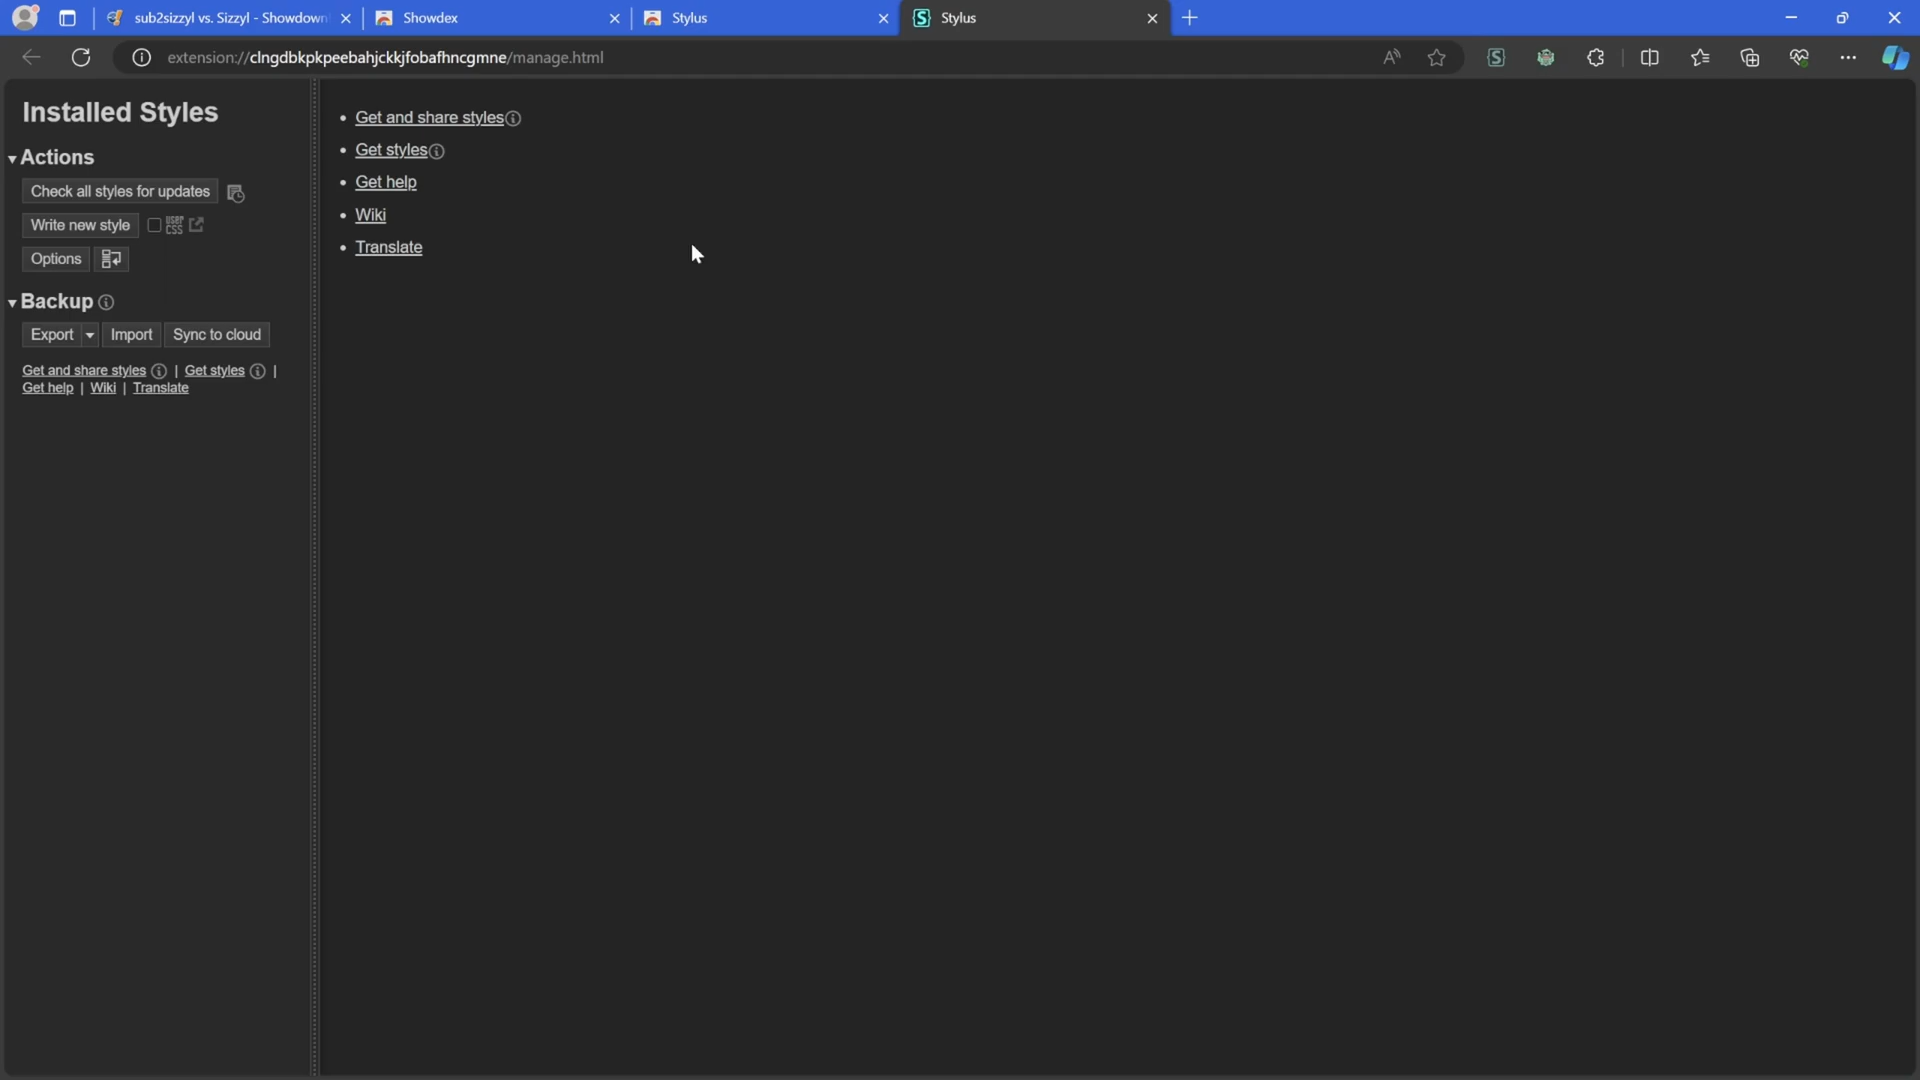 sub2sizzyl vs. Sizzyl - Showdown
Showdex
Stylus
Stylus
extension://clngdbkpkpeebahjckkjfobafhncgmne/manage.html
Installed Styles
Actions
Check all styles for updates
Write new style
USER
CSS
Options
Backup
Export
Import
Sync to cloud
Get and share styles | Get styles |
Get help | Wiki | Translate
• Get and share styles
• Get styles
• Get help
• Wiki
• Translate